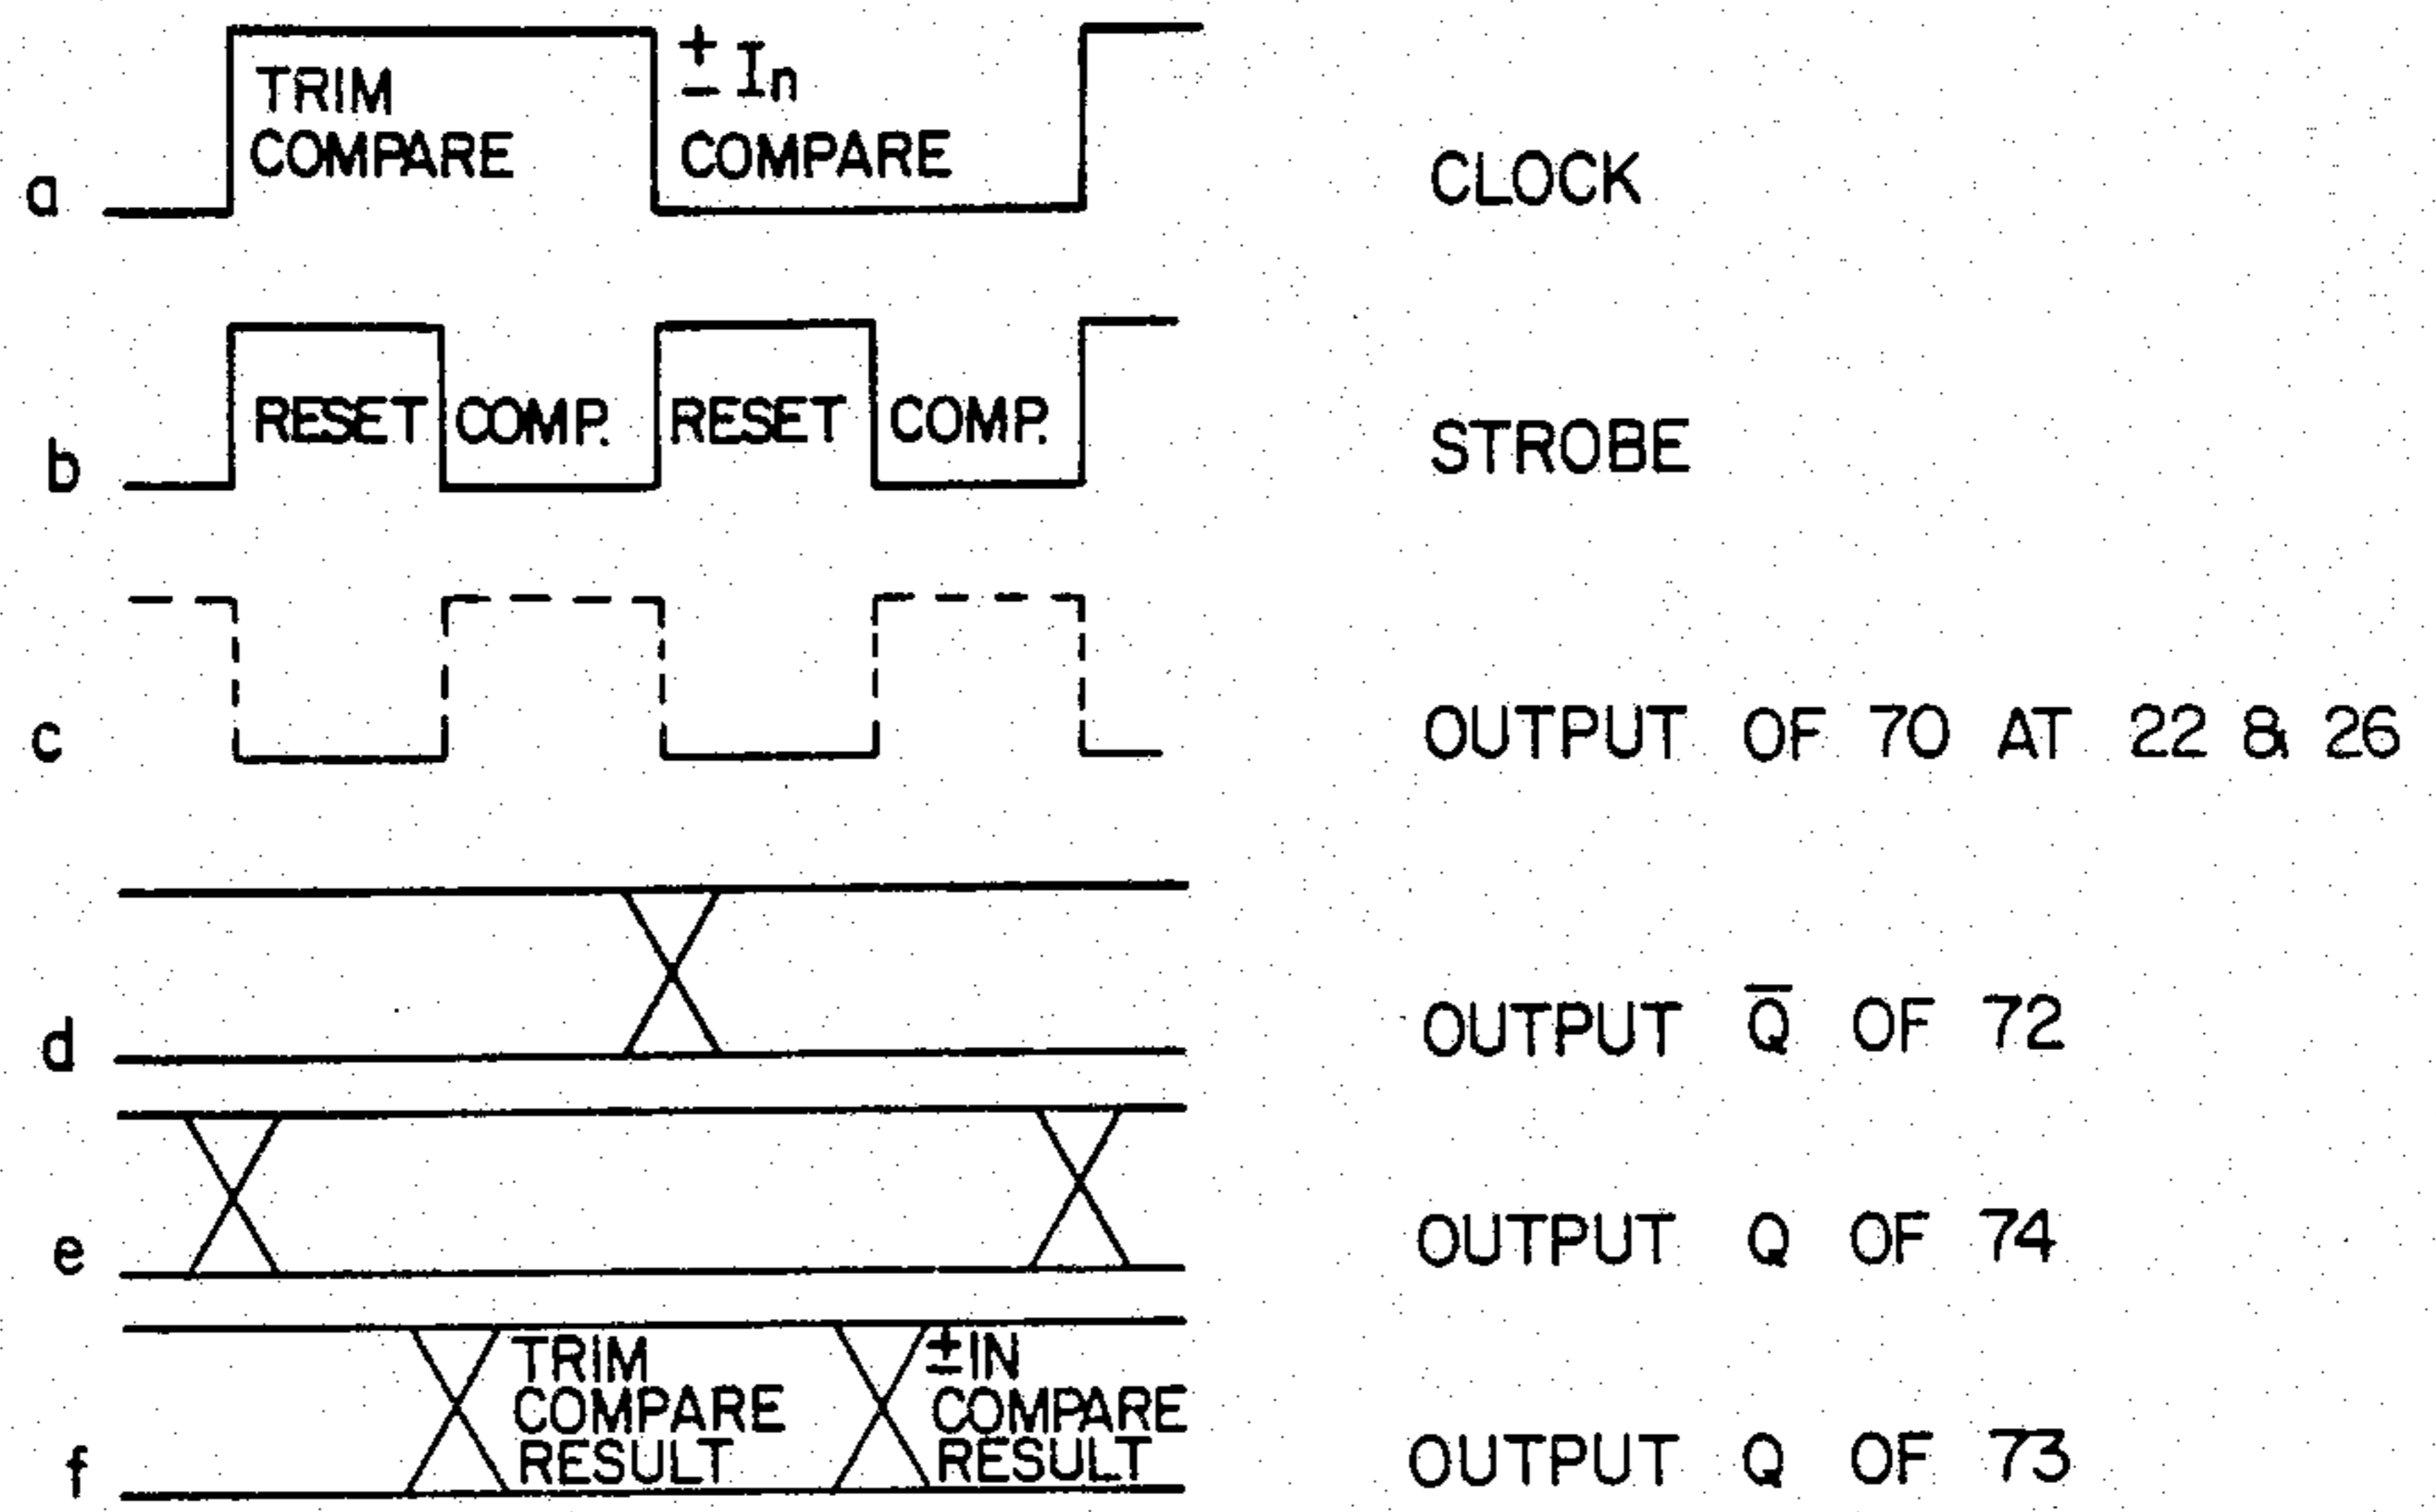 TRIM
COMPARE
± In
COMPARE
a
CLOCK
RESET COMP. RESET COMP.
b
STROBE
c
OUTPUT OF 70 AT 22 & 26
d
OUTPUT Q̅ OF 72
e
OUTPUT Q OF 74
TRIM
COMPARE
RESULT
±IN
COMPARE
RESULT
f
OUTPUT Q OF 73